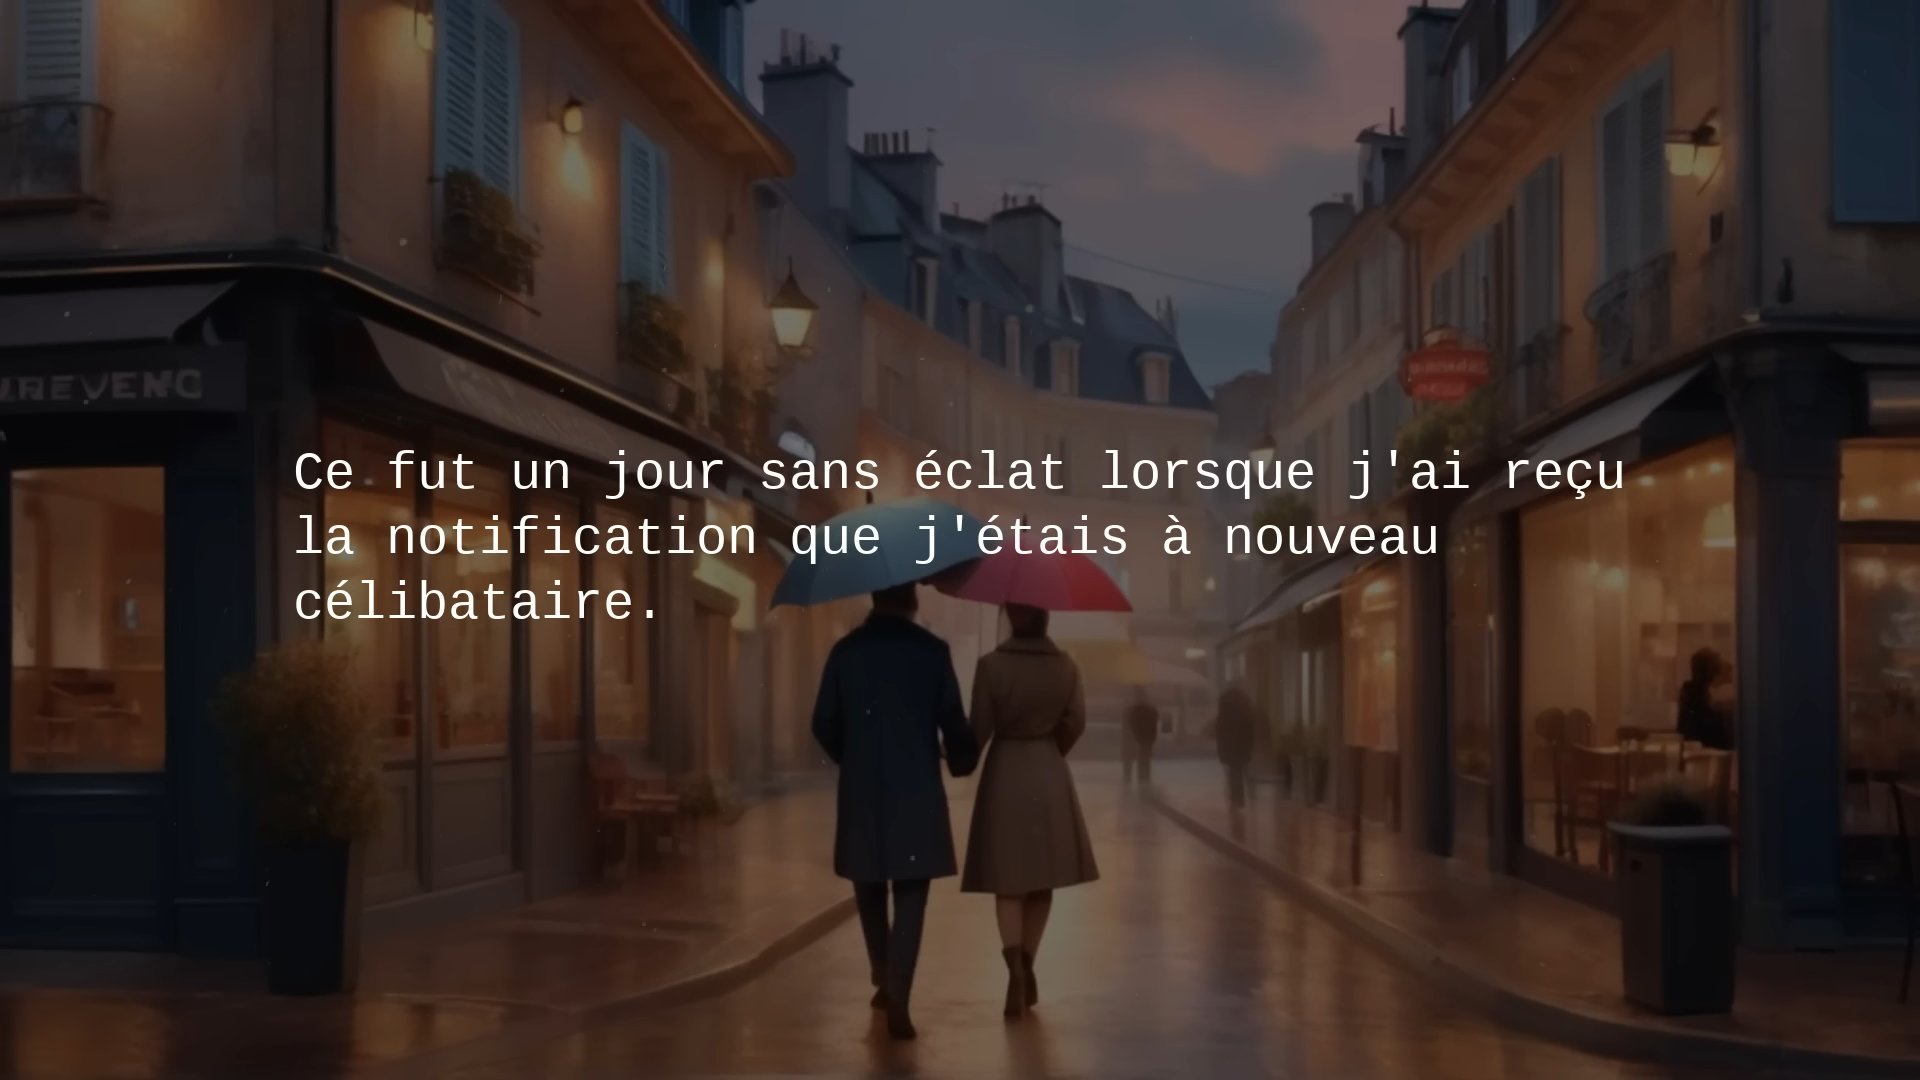 Ce fut un jour sans éclat lorsque j'ai reçu
la notification que j'étais à nouveau
célibataire.